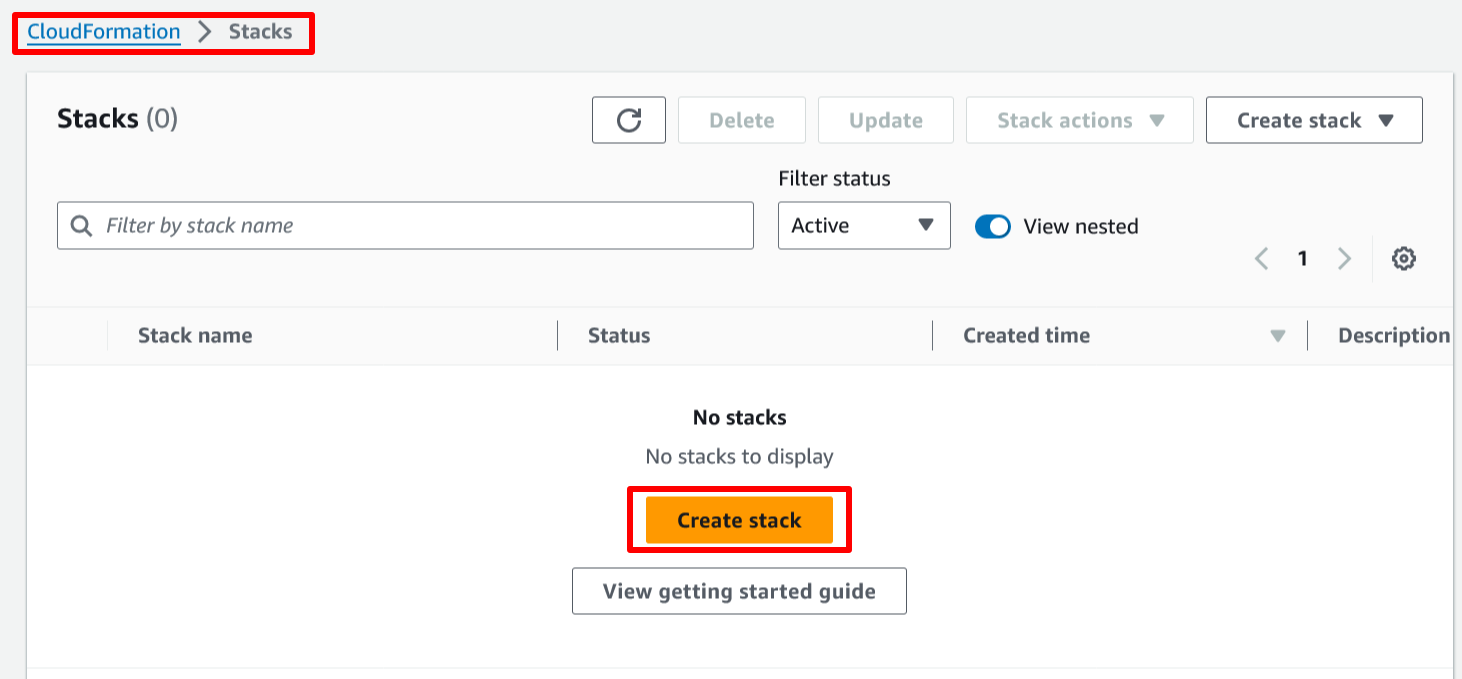 CloudFormation > Stacks
Stacks (0)
Delete
Update
Stack actions
Create stack
Filter status
Filter by stack name
Active
View nested
1
Stack name
Status
Created time
Description
No stacks
No stacks to display
Create stack
View getting started guide